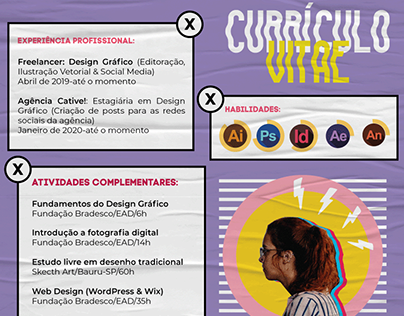 X
EXPERIÊNCIA PROFISSIONAL:
Freelancer: Design Gráfico (Editoração,
Ilustração Vetorial & Social Media)
Abril de 2019-até o momento
Agência Cative!: Estagiária em Design
Gráfico (Criação de posts para as redes
sociais da agência)
Janeiro de 2020-até o momento
CURRÍCULO
VITAE
X
HABILIDADES:
Ai Ps Id Ae An
X
ATIVIDADES COMPLEMENTARES:
Fundamentos do Design Gráfico
Fundação Bradesco/EAD/6h
Introdução a fotografia digital
Fundação Bradesco/EAD/14h
Estudo livre em desenho tradicional
Skecth Art/Bauru-SP/60h
Web Design (WordPress & Wix)
Fundação Bradesco/EAD/35h